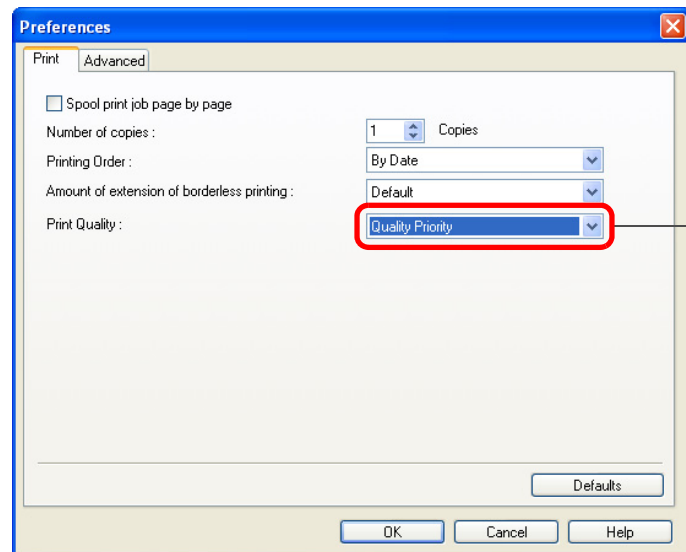 Preferences
Print Advanced
Spool print job page by page
Number of copies : 1 Copies
Printing Order : By Date
Amount of extension of borderless printing : Default
Print Quality : Quality Priority
Defaults
OK Cancel Help